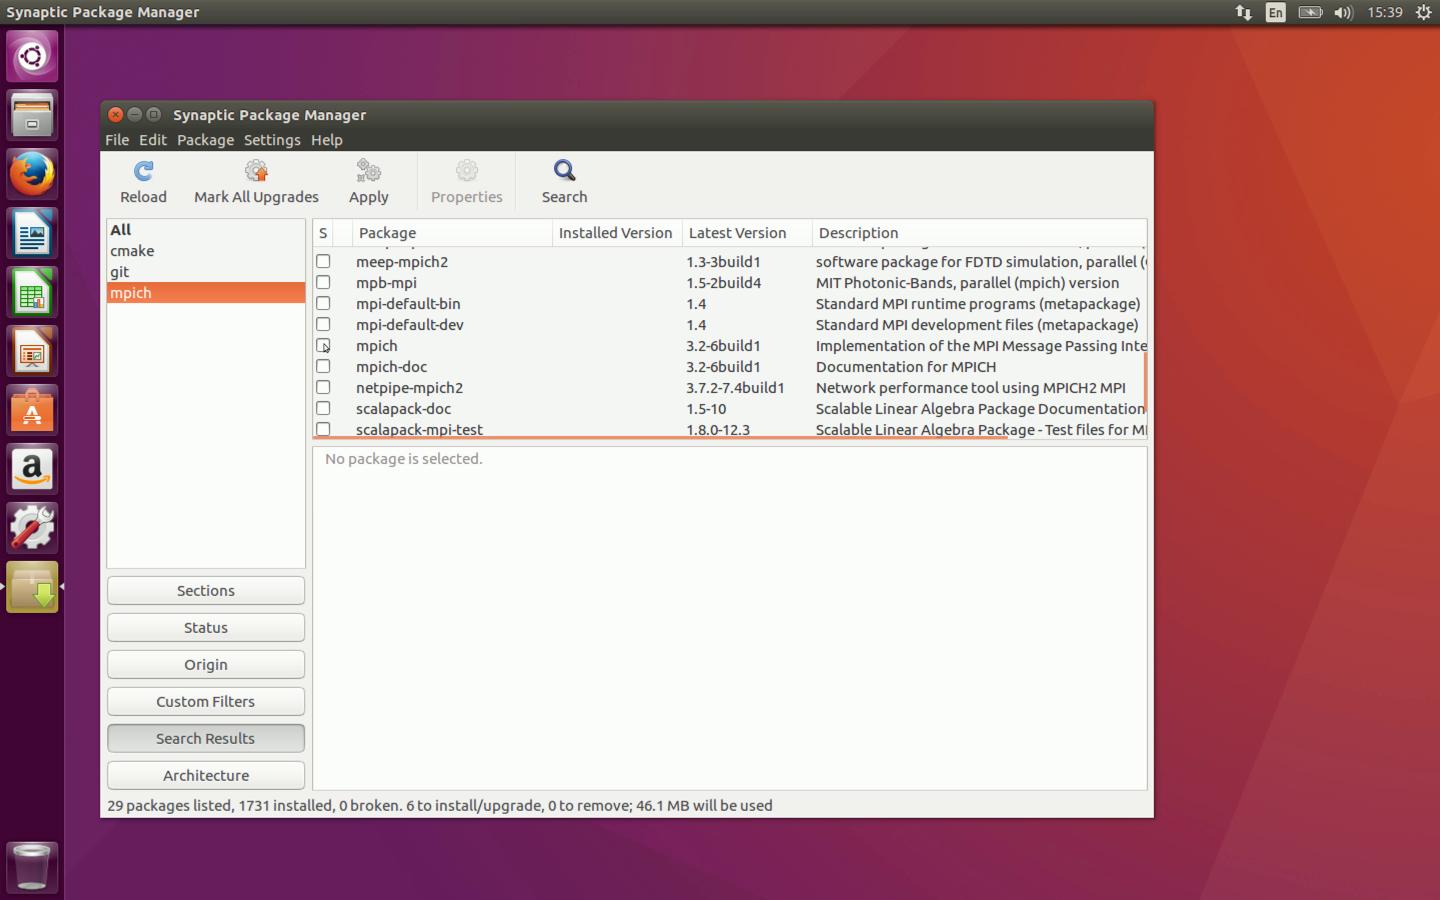 Synaptic Package Manager
En
15:39
Synaptic Package Manager
File Edit Package Settings Help
Reload Mark All Upgrades Apply Properties Search
All
cmake
git
mpich
S Package Installed Version Latest Version Description
meep-mpich2 1.3-3build1 software package for FDTD simulation, parallel (
mpb-mpi 1.5-2build4 MIT Photonic-Bands, parallel (mpich) version
mpi-default-bin 1.4 Standard MPI runtime programs (metapackage)
mpi-default-dev 1.4 Standard MPI development files (metapackage)
mpich 3.2-6build1 Implementation of the MPI Message Passing Inte
mpich-doc 3.2-6build1 Documentation for MPICH
netpipe-mpich2 3.7.2-7.4build1 Network performance tool using MPICH2 MPI
scalapack-doc 1.5-10 Scalable Linear Algebra Package Documentation
scalapack-mpi-test 1.8.0-12.3 Scalable Linear Algebra Package - Test files for M
No package is selected.
Sections
Status
Origin
Custom Filters
Search Results
Architecture
29 packages listed, 1731 installed, 0 broken. 6 to install/upgrade, 0 to remove; 46.1 MB will be used